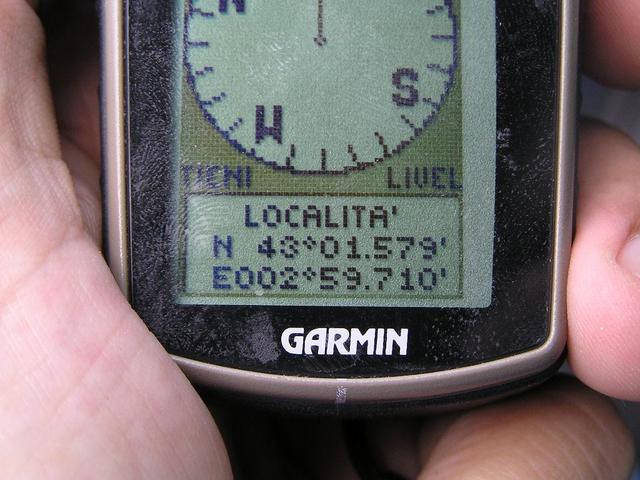 N
S
W
TIENI LIVEL
LOCALITA'
N 43°01.579'
E002°59.710'
GARMIN